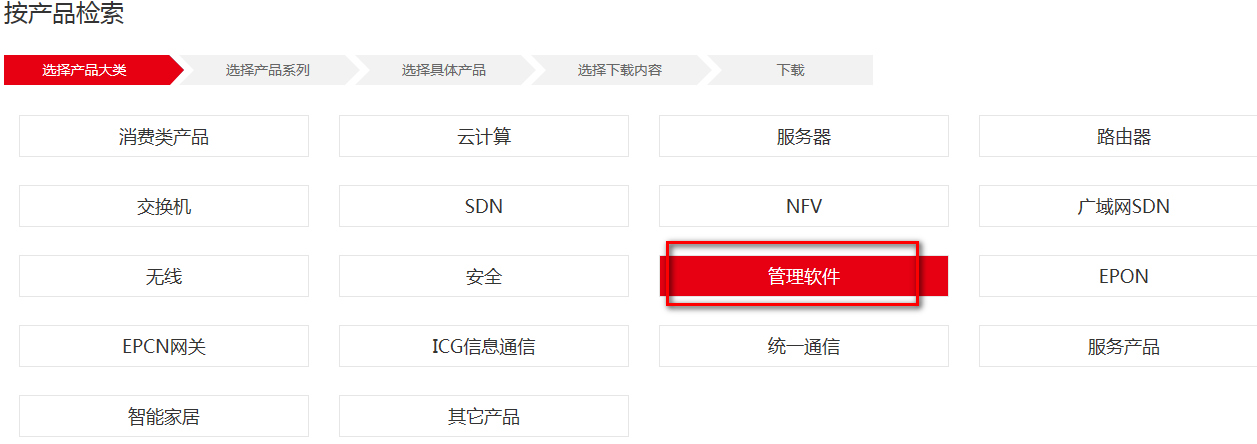 按产品检索
选择产品大类 选择产品系列 选择具体产品 选择下载内容 下载
消费类产品 云计算 服务器 路由器
交换机 SDN NFV 广域网SDN
无线 安全 管理软件 EPON
EPCN网关 ICG信息通信 统一通信 服务产品
智能家居 其它产品